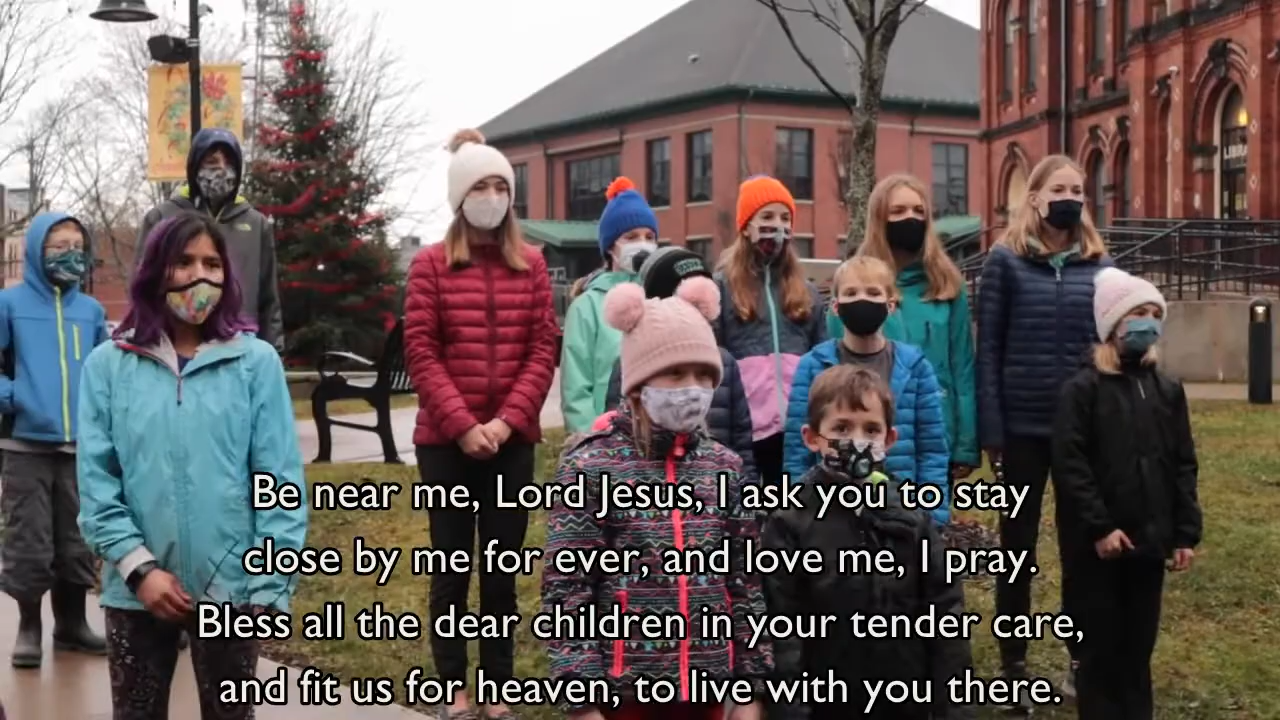 LIBRA
Be near me, Lord Jesus, I ask you to stay
close by me for ever, and love me, I pray.
Bless all the dear children in your tender care,
and fit us for heaven, to live with you there.